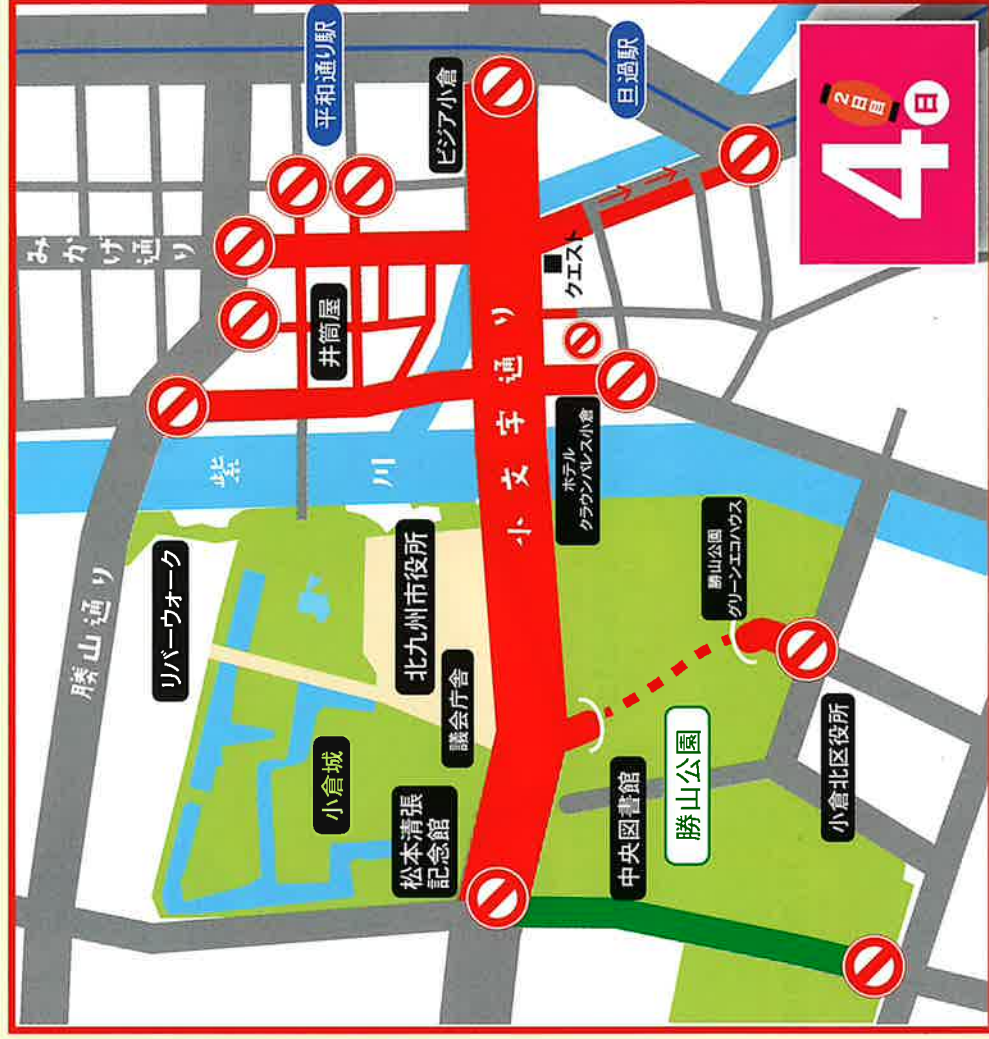 平和通り駅
旦過駅
ビジア小倉
2日目
4日
みかげ通り
井筒屋
クエスト
小文字通り
ホテル
クラウンパレス小倉
紫川
勝山通り
リバーウォーク
北九州市役所
議会庁舎
小倉城
松本清張
記念館
勝山公園
グリーンエコハウス
中央図書館
勝山公園
小倉北区役所